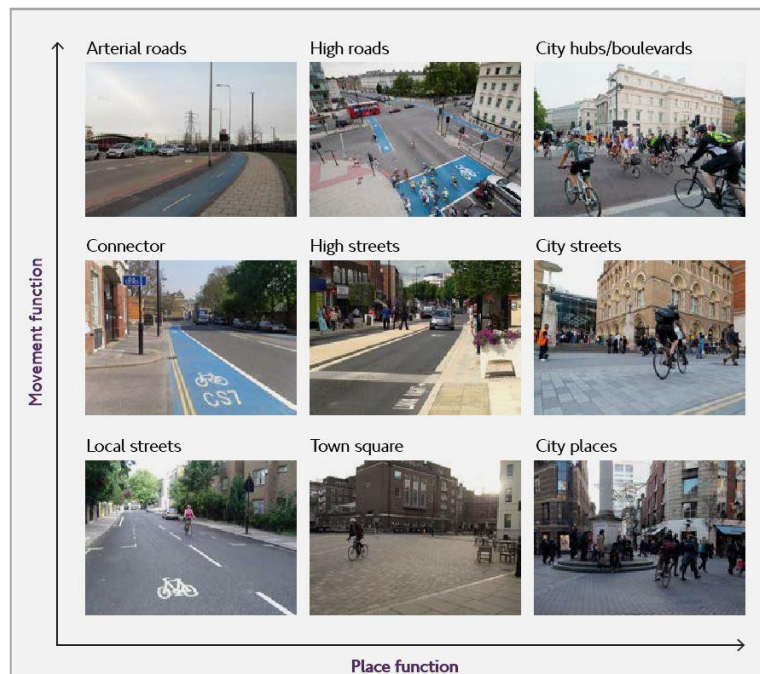 Arterial roads
High roads
City hubs/boulevards
Connector
High streets
City streets
CS7
Local streets
Town square
City places
Movement function
Place function